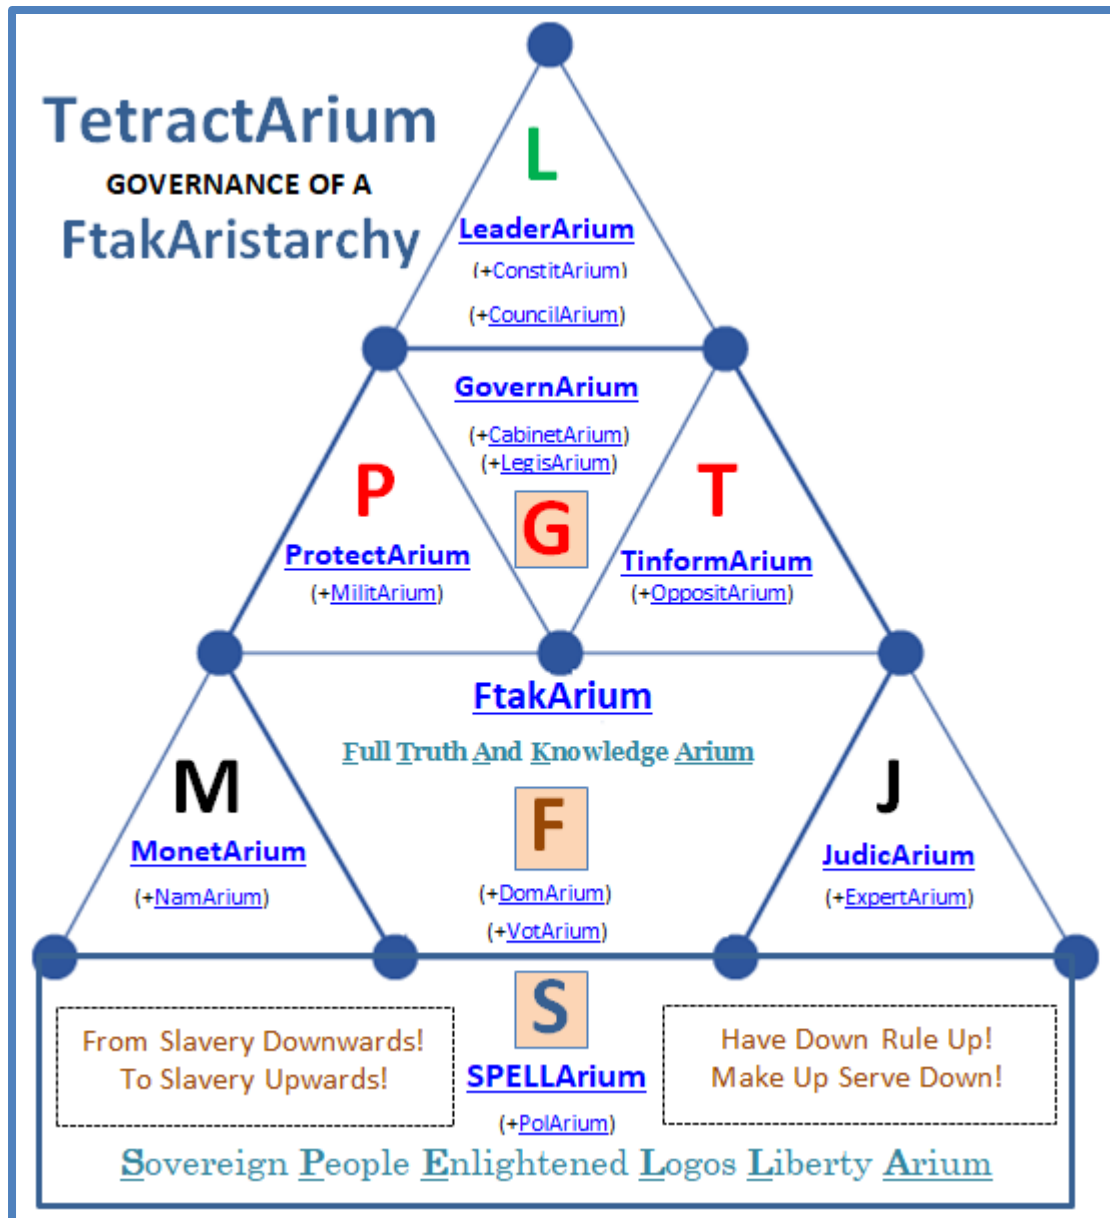 TetractArium
GOVERNANCE OF A
FtakAristarchy
L
LeaderArium
(+ConstitArium)
(+CouncilArium)
GovernArium
(+CabinetArium)
(+LegisArium)
G
P
ProtectArium
(+MilitArium)
T
TinformArium
(+OppositArium)
FtakArium
Full Truth And Knowledge Arium
M
MonetArium
(+NamArium)
F
(+DomArium)
(+VotArium)
J
JudicArium
(+ExpertArium)
From Slavery Downwards!
To Slavery Upwards!
S
SPELLArium
(+PolArium)
Have Down Rule Up!
Make Up Serve Down!
Sovereign People Enlightened Logos Liberty Arium